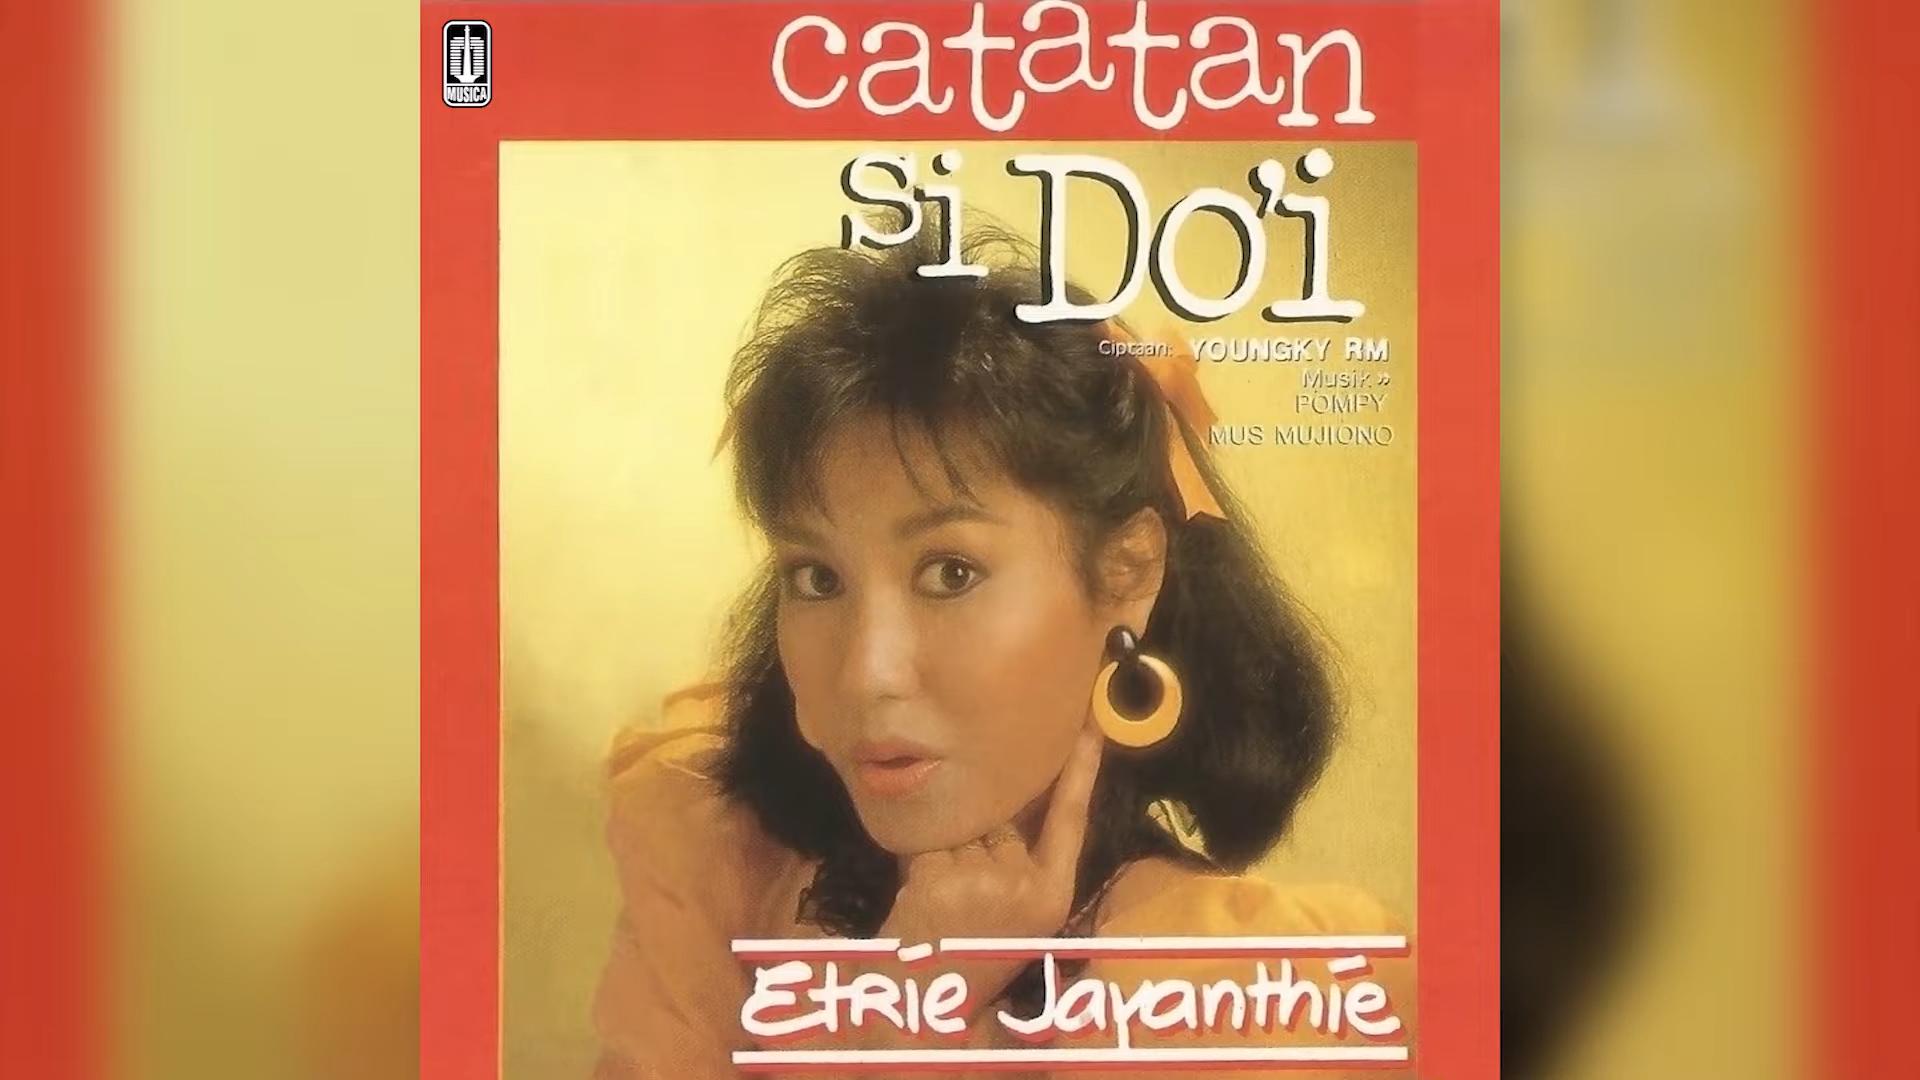 MUSICA
catatan
si Do'i
Ciptaan: YOUNGKY RM
Musik »
POMPY
MUS MUJIONO
Etrie Jayanthie